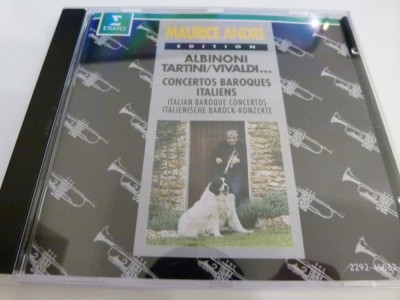 ERATO
MAURICE ANDRÉ
EDITION
ALBINONI
TARTINI/VIVALDI...
CONCERTOS BAROQUES
ITALIENS
ITALIAN BAROQUE CONCERTOS
ITALIENISCHE BAROCK-KONZERTE